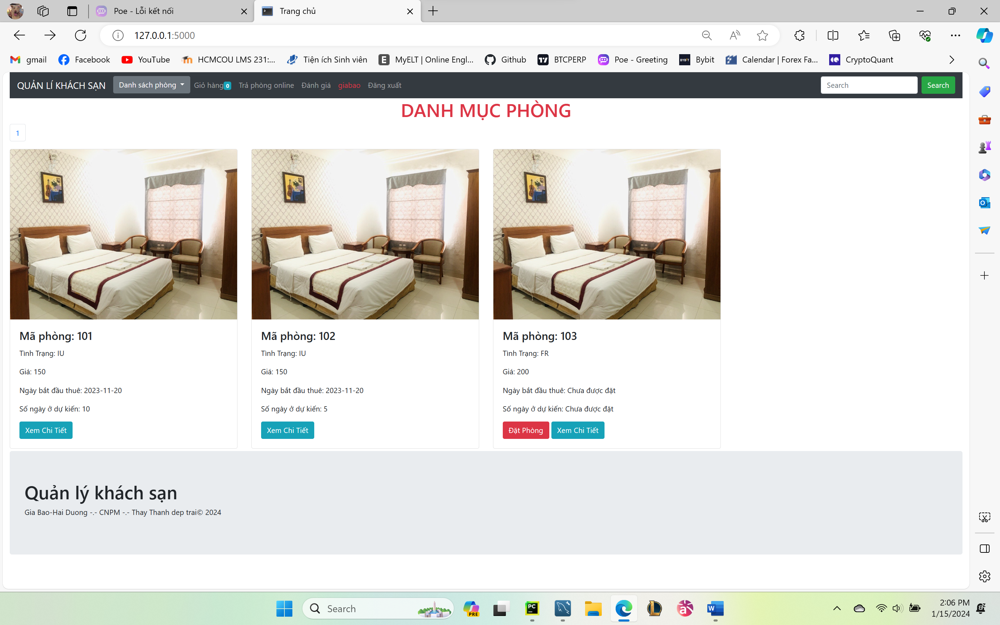 Poe - Lỗi kết nối
Trang chủ
127.0.0.1:5000
gmail
Facebook
YouTube
HCMCOU LMS 231:...
Tiện ích Sinh viên
E
MyELT | Online Engl...
Github
BTCPERP
Poe - Greeting
BYBIT
Bybit
Calendar | Forex Fa...
CryptoQuant
QUẢN LÍ KHÁCH SẠN
Danh sách phòng
Giỏ hàng 0
Trả phòng online
Đánh giá
giabao
Đăng xuất
Search
Search
DANH MỤC PHÒNG
1
Mã phòng: 101
Tình Trạng: IU
Giá: 150
Ngày bắt đầu thuê: 2023-11-20
Số ngày ở dự kiến: 10
Xem Chi Tiết
Mã phòng: 102
Tình Trạng: IU
Giá: 150
Ngày bắt đầu thuê: 2023-11-20
Số ngày ở dự kiến: 5
Xem Chi Tiết
Mã phòng: 103
Tình Trạng: FR
Giá: 200
Ngày bắt đầu thuê: Chưa được đặt
Số ngày ở dự kiến: Chưa được đặt
Đặt Phòng
Xem Chi Tiết
Quản lý khách sạn
Gia Bao-Hai Duong -.- CNPM -.- Thay Thanh dep trai© 2024
Search
PRE
PC
W
2:06 PM
1/15/2024